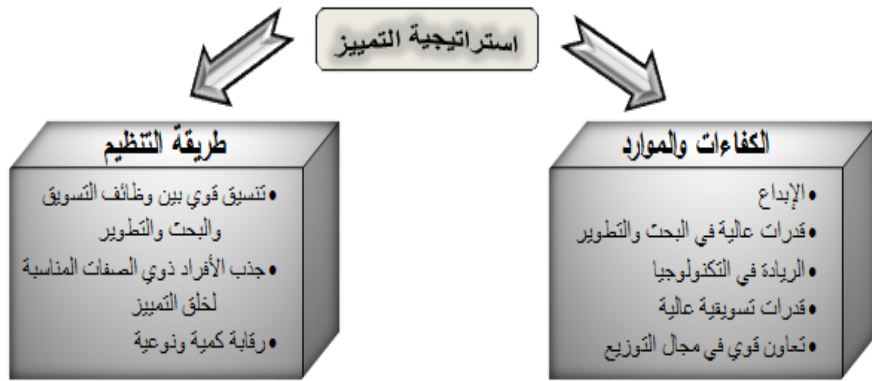 استراتيجية التمييز
الكفاءات والموارد
•الإبداع
•قدرات عالية في البحث والتطوير
•الريادة في التكنولوجيا
•قدرات تسويقية عالية
•تعاون قوي في مجال التوزيع
طريقة التنظيم
•تنسيق قوي بين وظائف التسويق
والبحث والتطوير
•جذب الأفراد ذوي الصفات المناسبة
لخلق التمييز
•رقابة كمية ونوعية